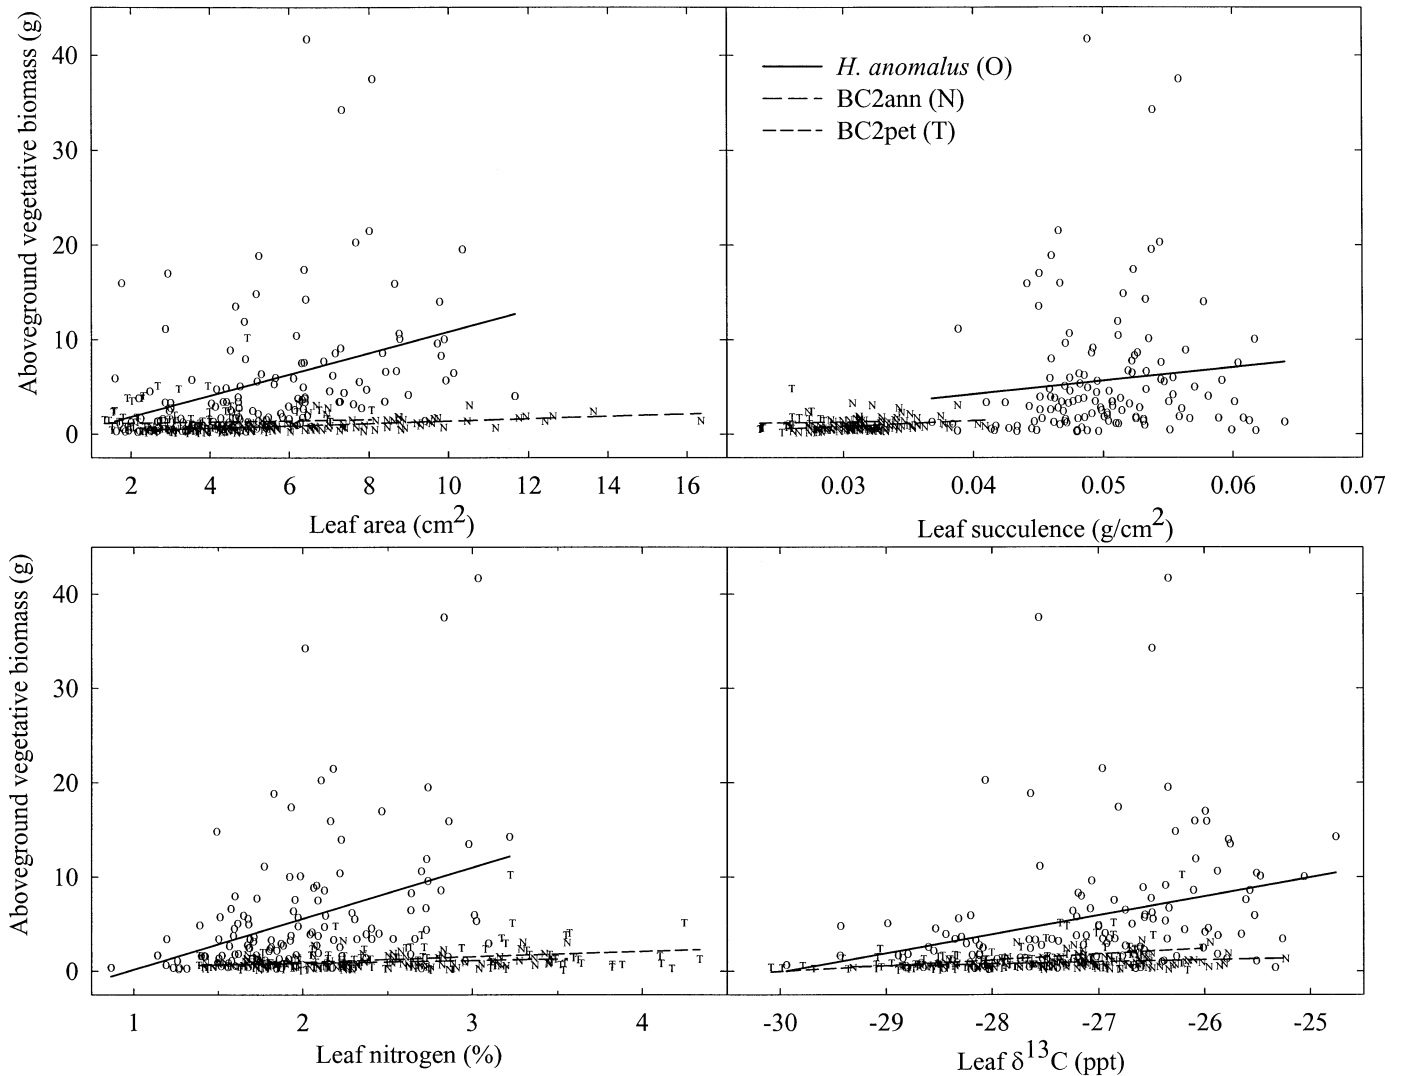 Aboveground vegetative biomass (g)
40
30
20
10
0
H. anomalus (O)
BC2ann (N)
BC2pet (T)
2 4 6 8 10 12 14 16
Leaf area (cm2)
0.03 0.04 0.05 0.06 0.07
Leaf succulence (g/cm2)
Aboveground vegetative biomass (g)
40
30
20
10
0
1 2 3 4
Leaf nitrogen (%)
-30 -29 -28 -27 -26 -25
Leaf δ13C (ppt)